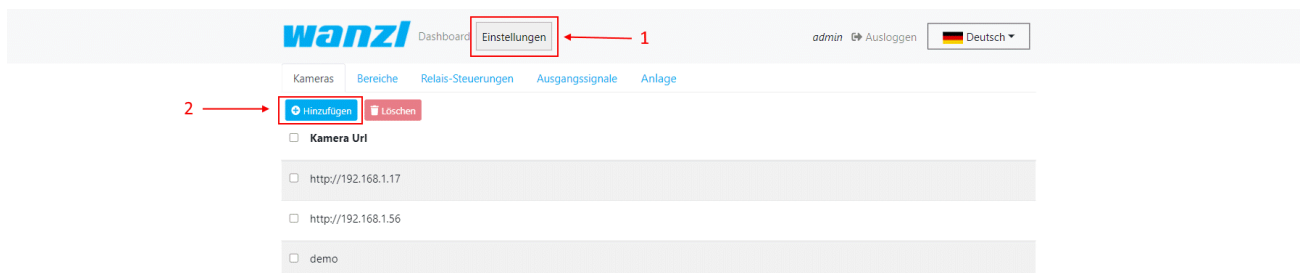 wanzl Dashboard Einstellungen 1 admin Ausloggen Deutsch
Kameras Bereiche Relais-Steuerungen Ausgangssignale Anlage
2 Hinzufügen Löschen
Kamera Url
http://192.168.1.17
http://192.168.1.56
demo